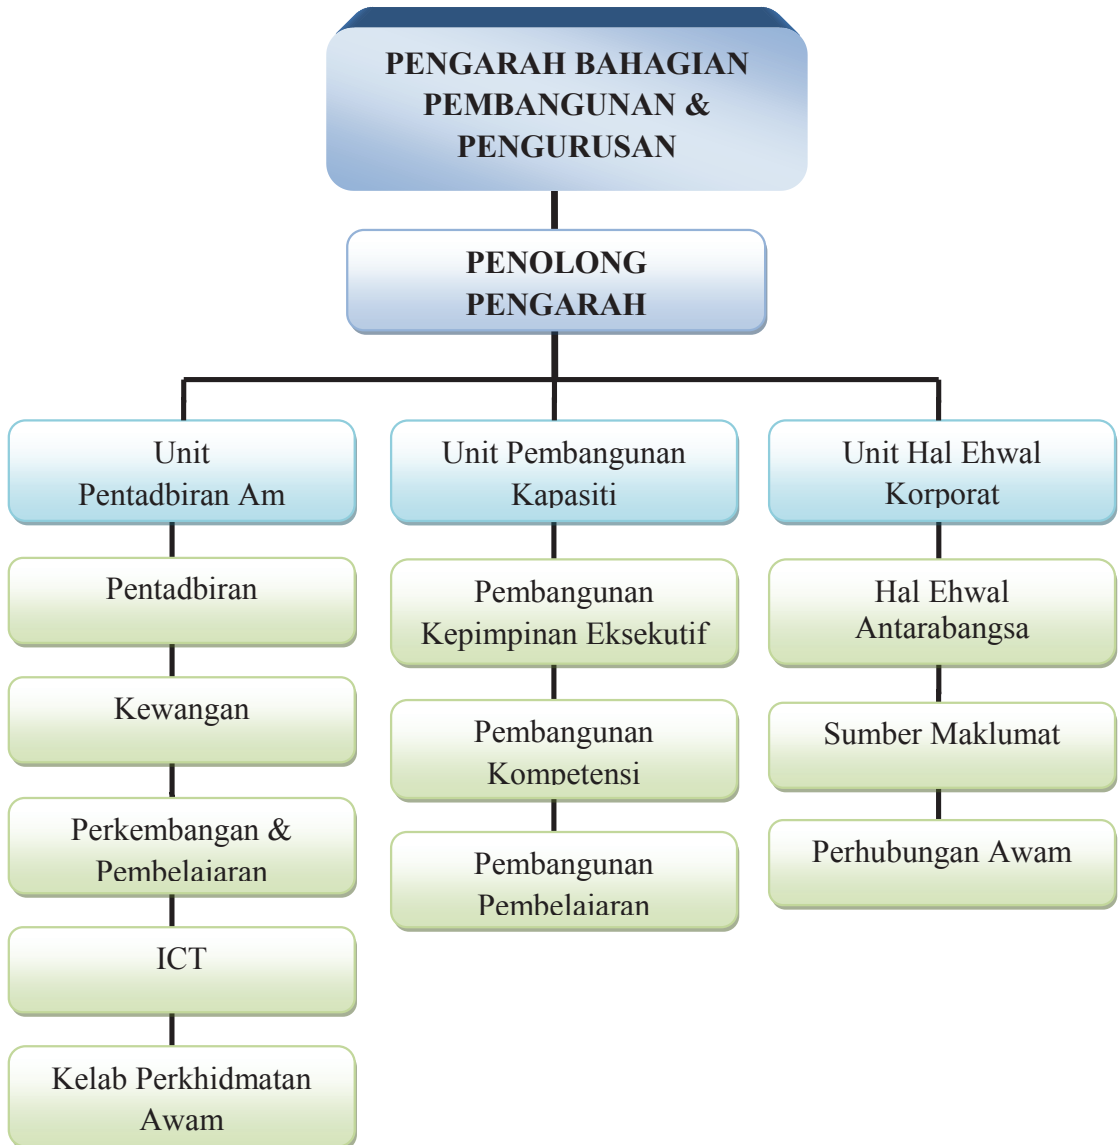 PENGARAH BAHAGIAN
PEMBANGUNAN &
PENGURUSAN
PENOLONG
PENGARAH
Unit
Pentadbiran Am
Pentadbiran
Kewangan
Perkembangan &
Pembelajaran
ICT
Kelab Perkhidmatan
Awam
Unit Pembangunan
Kapasiti
Pembangunan
Kepimpinan Eksekutif
Pembangunan
Kompetensi
Pembangunan
Pembelajaran
Unit Hal Ehwal
Korporat
Hal Ehwal
Antarabangsa
Sumber Maklumat
Perhubungan Awam